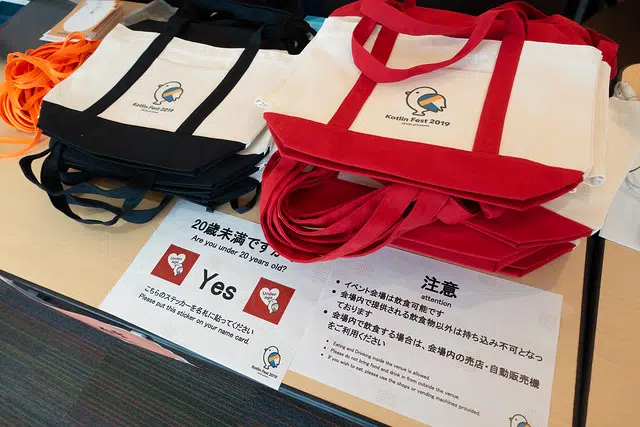 Kotlin Fest 2019
Kotlin Fest 2019
20歳未満です
Are you under 20 years old?
Under age
Yes
Under age
こちらのステッカーを名札に貼ってください
Please put this sticker on your name card.
Kotlin Fest 2019
注意
attention
• イベント会場は飲食可能です
• 会場内で提供される飲食物以外は持ち込み不可となっ
ております
• 会場内で飲食する場合は、会場内の売店・自動販売機
をご利用ください
• Eating and Drinking inside the venue is allowed.
• Please do not bring food and drink in from outside the venue.
• If you wish to eat, please use the shops or vending machines provided.